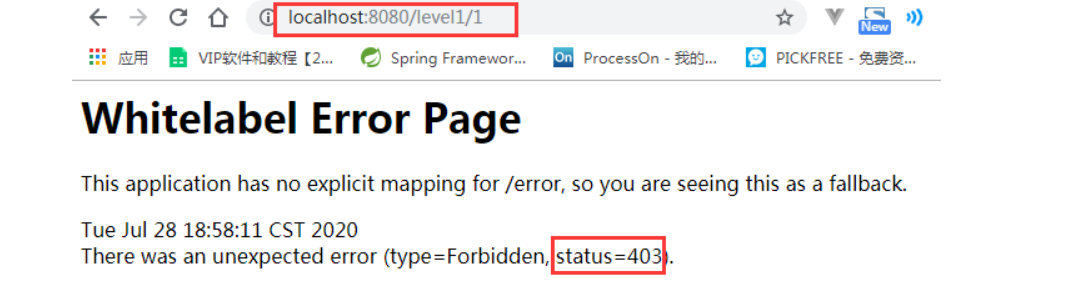 localhost:8080/level1/1
New
应用 VIP软件和教程【2... Spring Framewor... On ProcessOn - 我的... PICKFREE - 免费资...
Whitelabel Error Page
This application has no explicit mapping for /error, so you are seeing this as a fallback.
Tue Jul 28 18:58:11 CST 2020
There was an unexpected error (type=Forbidden, status=403).